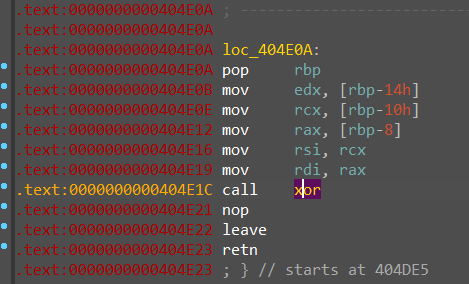 .text:0000000000404E0A ; ---------------------------
.text:0000000000404E0A
.text:0000000000404E0A loc_404E0A:
.text:0000000000404E0A pop rbp
.text:0000000000404E0B mov edx, [rbp-14h]
.text:0000000000404E0E mov rcx, [rbp-10h]
.text:0000000000404E12 mov rax, [rbp-8]
.text:0000000000404E16 mov rsi, rcx
.text:0000000000404E19 mov rdi, rax
.text:0000000000404E1C call xor
.text:0000000000404E21 nop
.text:0000000000404E22 leave
.text:0000000000404E23 retn
.text:0000000000404E23 ; } // starts at 404DE5